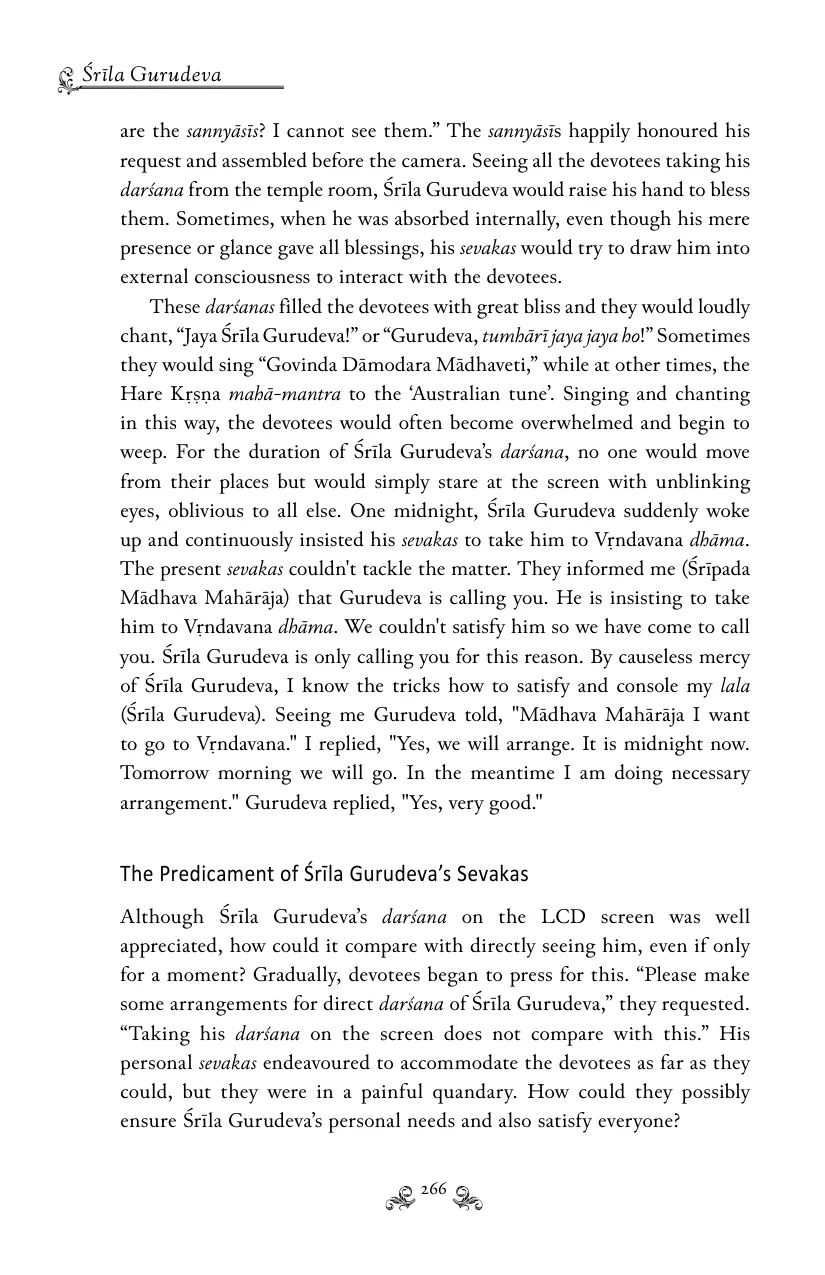 Śrīla Gurudeva
are the sannyāsīs? I cannot see them.” The sannyāsīs happily honoured his
request and assembled before the camera. Seeing all the devotees taking his
darśana from the temple room, Śrīla Gurudeva would raise his hand to bless
them. Sometimes, when he was absorbed internally, even though his mere
presence or glance gave all blessings, his sevakas would try to draw him into
external consciousness to interact with the devotees.
These darśanas filled the devotees with great bliss and they would loudly
chant, “Jaya Śrīla Gurudeva!” or “Gurudeva, tumhārī jaya jaya ho!” Sometimes
they would sing “Govinda Dāmodara Mādhaveti,” while at other times, the
Hare Kṛṣṇa mahā-mantra to the ‘Australian tune’. Singing and chanting
in this way, the devotees would often become overwhelmed and begin to
weep. For the duration of Śrīla Gurudeva’s darśana, no one would move
from their places but would simply stare at the screen with unblinking
eyes, oblivious to all else. One midnight, Śrīla Gurudeva suddenly woke
up and continuously insisted his sevakas to take him to Vṛndavana dhāma.
The present sevakas couldn't tackle the matter. They informed me (Śrīpada
Mādhava Mahārāja) that Gurudeva is calling you. He is insisting to take
him to Vṛndavana dhāma. We couldn't satisfy him so we have come to call
you. Śrīla Gurudeva is only calling you for this reason. By causeless mercy
of Śrīla Gurudeva, I know the tricks how to satisfy and console my lala
(Śrīla Gurudeva). Seeing me Gurudeva told, "Mādhava Mahārāja I want
to go to Vṛndavana." I replied, "Yes, we will arrange. It is midnight now.
Tomorrow morning we will go. In the meantime I am doing necessary
arrangement." Gurudeva replied, "Yes, very good."
The Predicament of Śrīla Gurudeva’s Sevakas
Although Śrīla Gurudeva’s darśana on the LCD screen was well
appreciated, how could it compare with directly seeing him, even if only
for a moment? Gradually, devotees began to press for this. “Please make
some arrangements for direct darśana of Śrīla Gurudeva,” they requested.
“Taking his darśana on the screen does not compare with this.” His
personal sevakas endeavoured to accommodate the devotees as far as they
could, but they were in a painful quandary. How could they possibly
ensure Śrīla Gurudeva’s personal needs and also satisfy everyone?
266